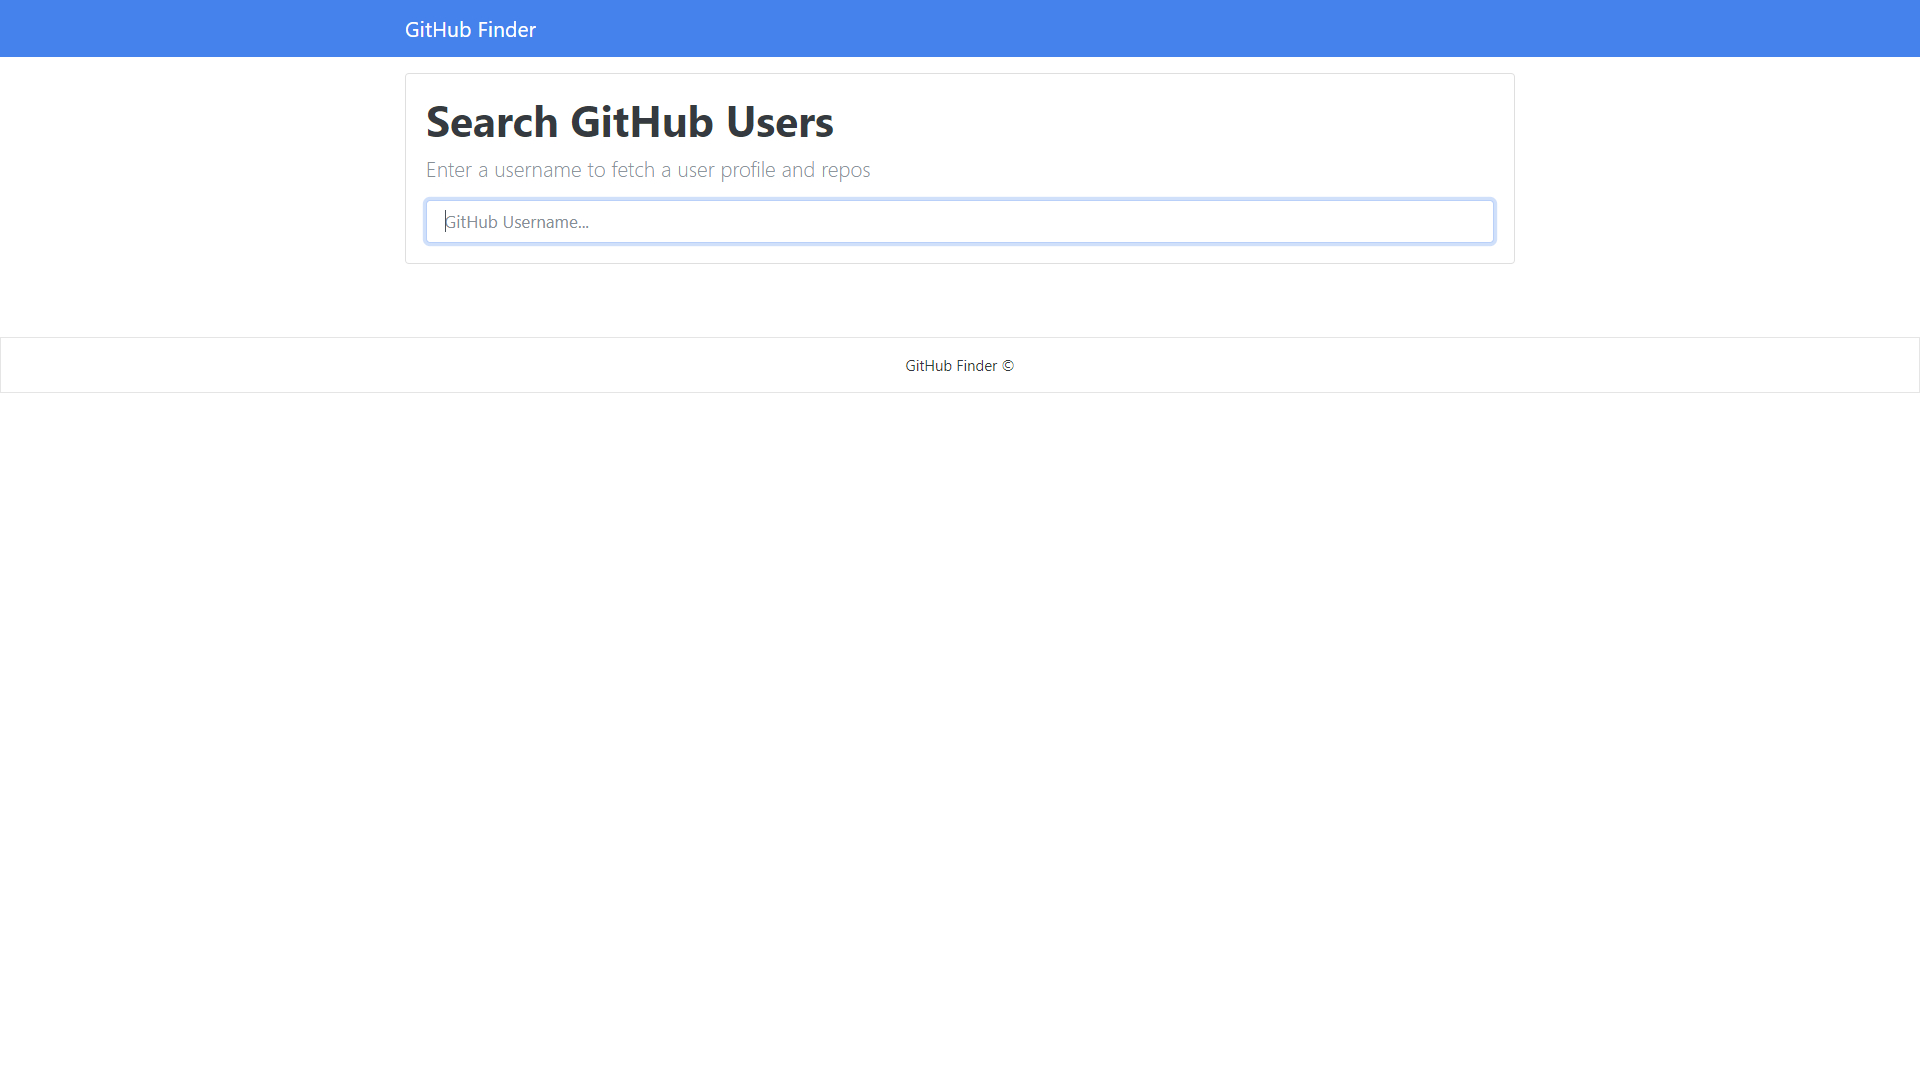 GitHub Finder
Search GitHub Users
Enter a username to fetch a user profile and repos
GitHub Username...
GitHub Finder ©